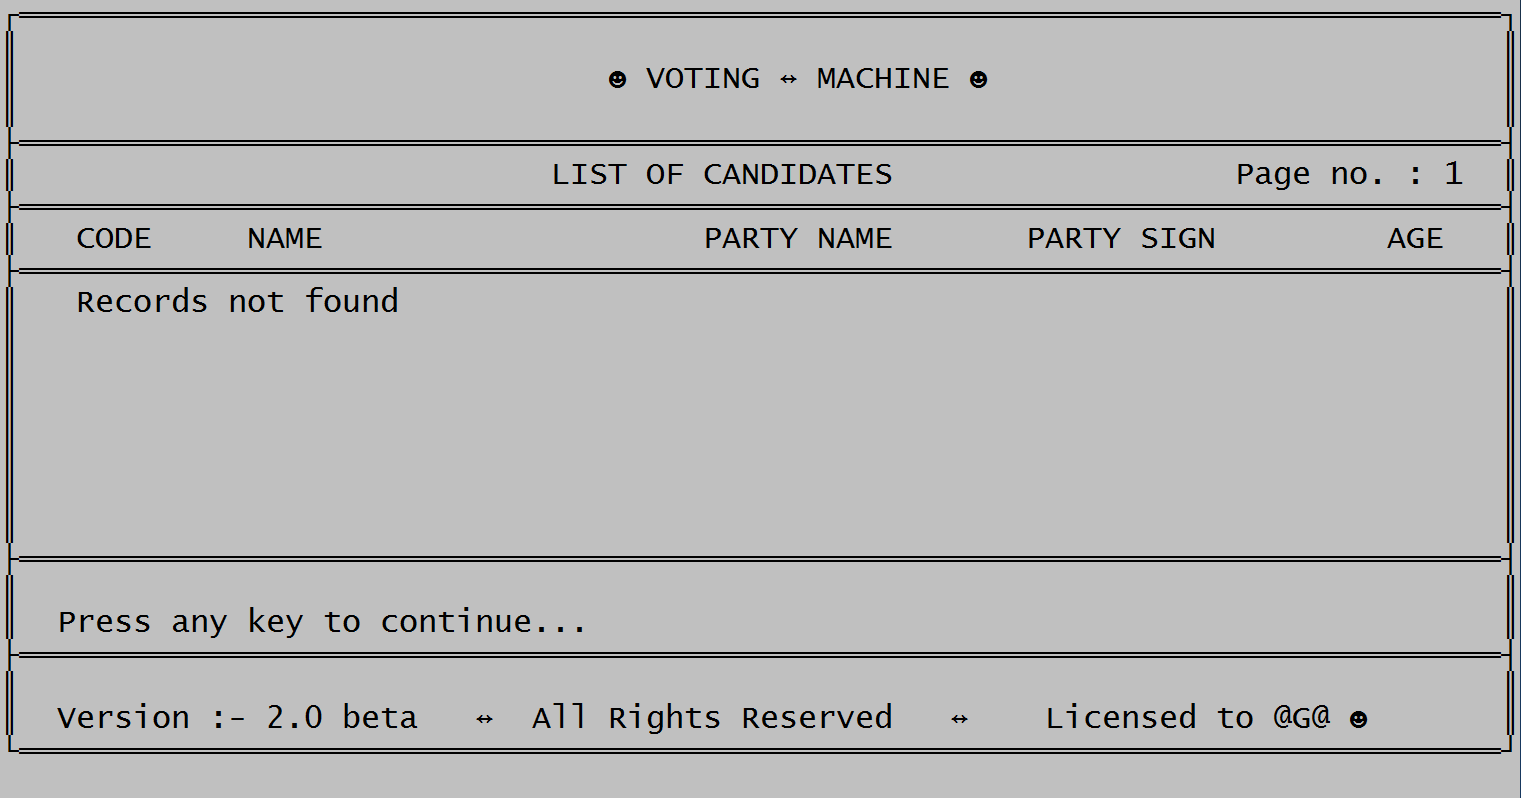 ☻ VOTING ↔ MACHINE ☻
LIST OF CANDIDATES Page no. : 1
CODE NAME PARTY NAME PARTY SIGN AGE
Records not found
Press any key to continue...
Version :- 2.0 beta ↔ All Rights Reserved ↔ Licensed to @G@ ☻